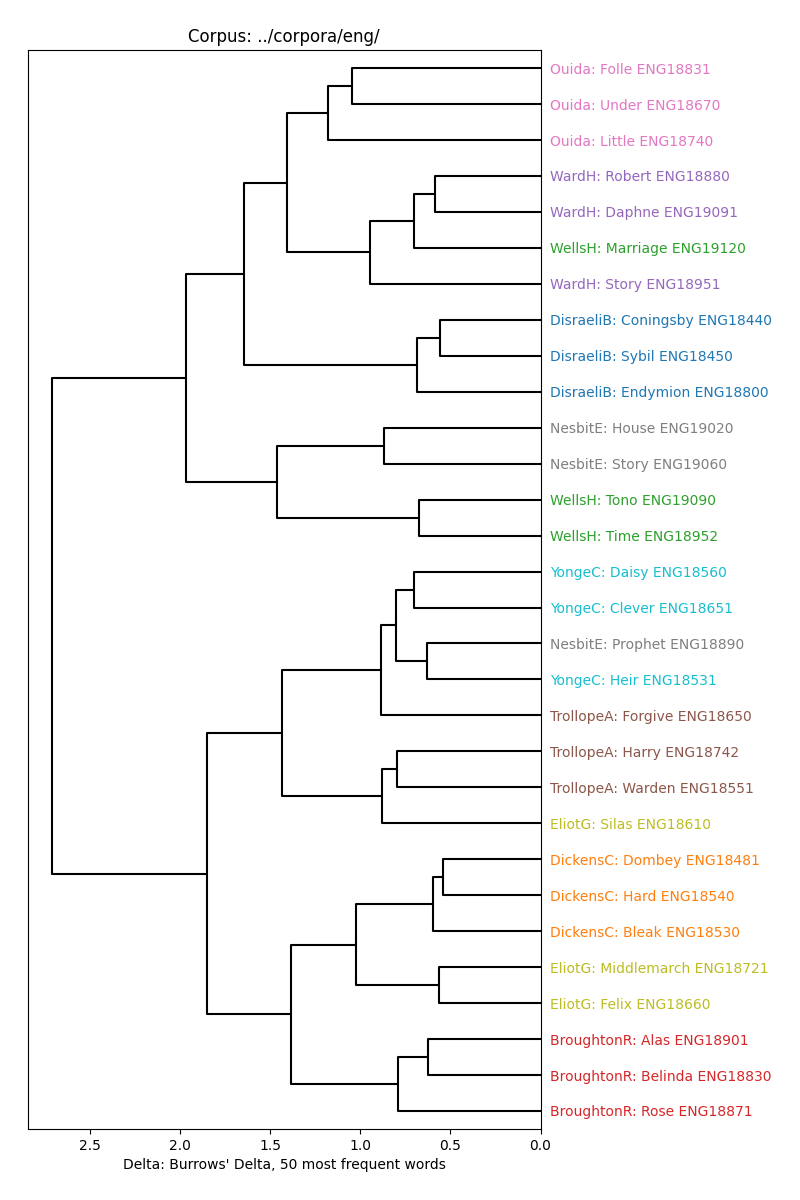 Corpus: ../corpora/eng/
Ouida: Folle ENG18831
Ouida: Under ENG18670
Ouida: Little ENG18740
WardH: Robert ENG18880
WardH: Daphne ENG19091
WellsH: Marriage ENG19120
WardH: Story ENG18951
DisraeliB: Coningsby ENG18440
DisraeliB: Sybil ENG18450
DisraeliB: Endymion ENG18800
NesbitE: House ENG19020
NesbitE: Story ENG19060
WellsH: Tono ENG19090
WellsH: Time ENG18952
YongeC: Daisy ENG18560
YongeC: Clever ENG18651
NesbitE: Prophet ENG18890
YongeC: Heir ENG18531
TrollopeA: Forgive ENG18650
TrollopeA: Harry ENG18742
TrollopeA: Warden ENG18551
EliotG: Silas ENG18610
DickensC: Dombey ENG18481
DickensC: Hard ENG18540
DickensC: Bleak ENG18530
EliotG: Middlemarch ENG18721
EliotG: Felix ENG18660
BroughtonR: Alas ENG18901
BroughtonR: Belinda ENG18830
BroughtonR: Rose ENG18871
2.5 2.0 1.5 1.0 0.5 0.0
Delta: Burrows' Delta, 50 most frequent words